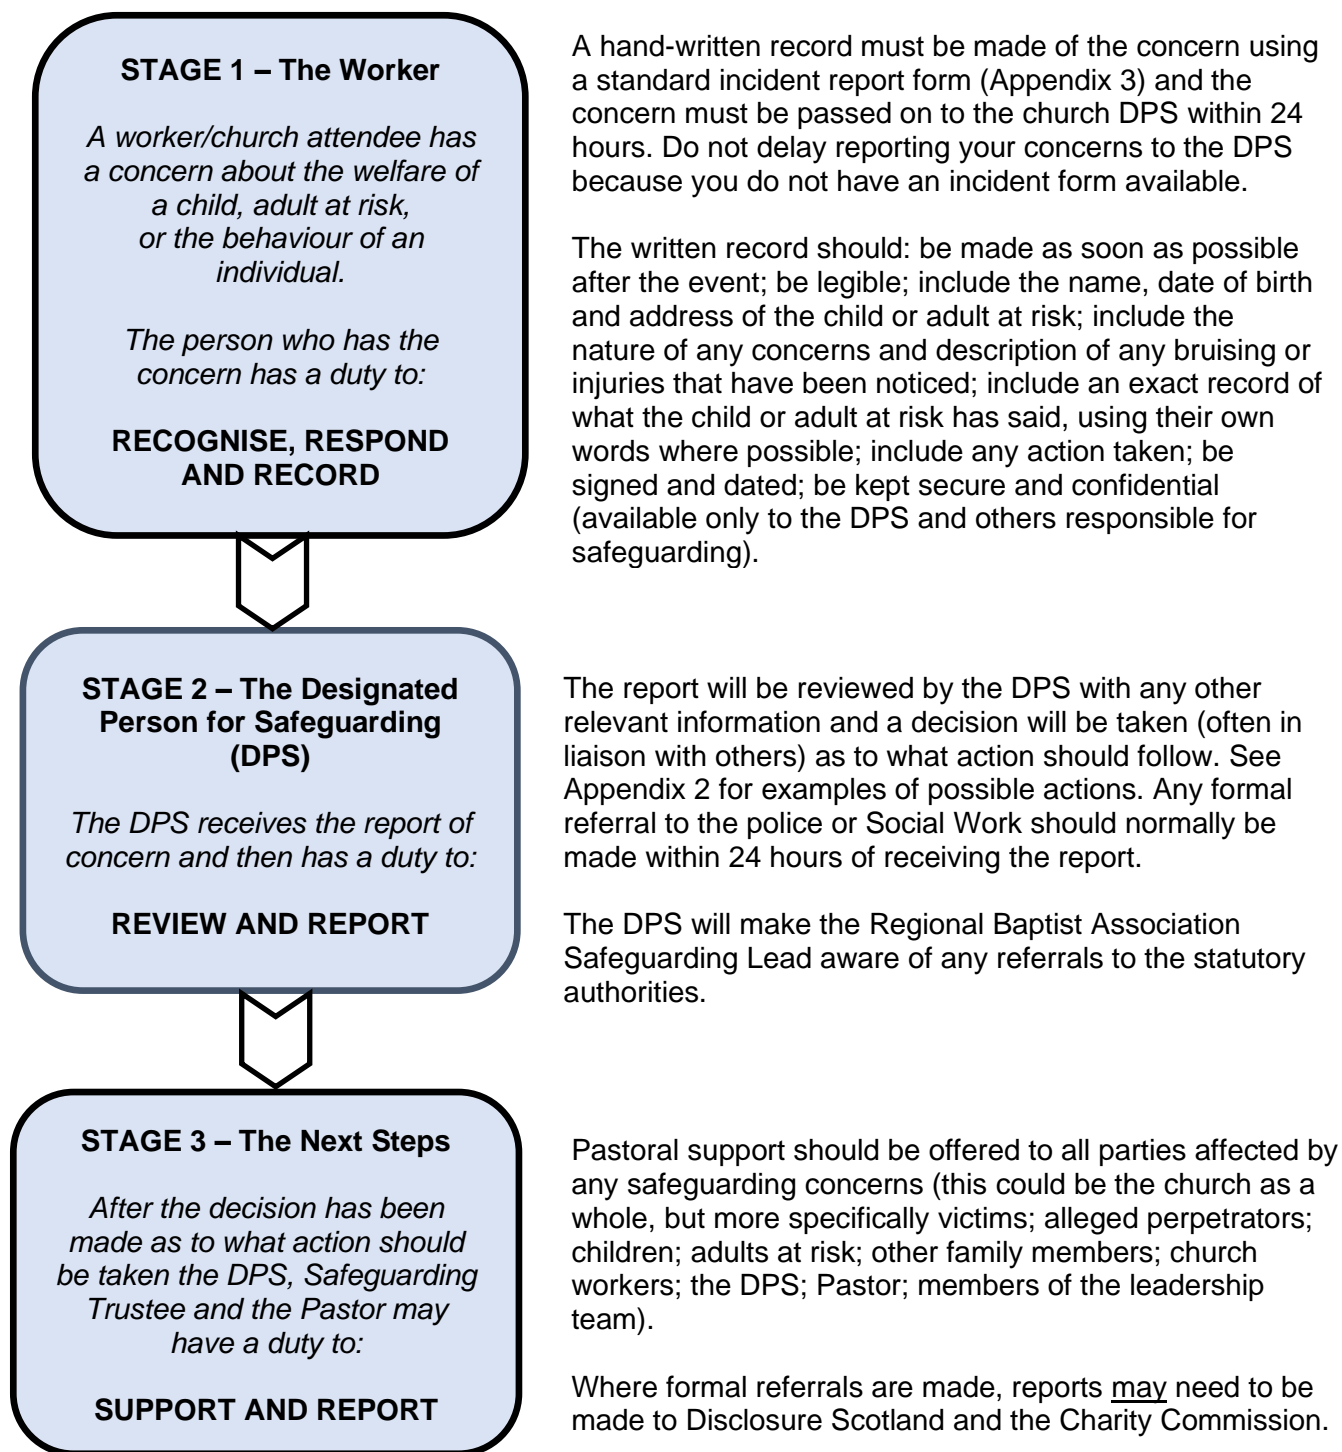 STAGE 1 – The Worker
A worker/church attendee has
a concern about the welfare of
a child, adult at risk,
or the behaviour of an
individual.
The person who has the
concern has a duty to:
RECOGNISE, RESPOND
AND RECORD
A hand-written record must be made of the concern using
a standard incident report form (Appendix 3) and the
concern must be passed on to the church DPS within 24
hours. Do not delay reporting your concerns to the DPS
because you do not have an incident form available.
The written record should: be made as soon as possible
after the event; be legible; include the name, date of birth
and address of the child or adult at risk; include the
nature of any concerns and description of any bruising or
injuries that have been noticed; include an exact record of
what the child or adult at risk has said, using their own
words where possible; include any action taken; be
signed and dated; be kept secure and confidential
(available only to the DPS and others responsible for
safeguarding).
STAGE 2 – The Designated
Person for Safeguarding
(DPS)
The DPS receives the report of
concern and then has a duty to:
REVIEW AND REPORT
The report will be reviewed by the DPS with any other
relevant information and a decision will be taken (often in
liaison with others) as to what action should follow. See
Appendix 2 for examples of possible actions. Any formal
referral to the police or Social Work should normally be
made within 24 hours of receiving the report.
The DPS will make the Regional Baptist Association
Safeguarding Lead aware of any referrals to the statutory
authorities.
STAGE 3 – The Next Steps
After the decision has been
made as to what action should
be taken the DPS, Safeguarding
Trustee and the Pastor may
have a duty to:
SUPPORT AND REPORT
Pastoral support should be offered to all parties affected by
any safeguarding concerns (this could be the church as a
whole, but more specifically victims; alleged perpetrators;
children; adults at risk; other family members; church
workers; the DPS; Pastor; members of the leadership
team).
Where formal referrals are made, reports may need to be
made to Disclosure Scotland and the Charity Commission.